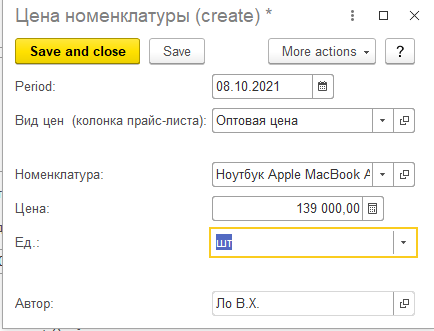 Цена номенклатуры (create) *
Save and close Save More actions ?
Period: 08.10.2021
Вид цен (колонка прайс-листа): Оптовая цена
Номенклатура: Ноутбук Apple MacBook A
Цена: 139 000,00
Ед.: шт
Автор: Ло В.Х.